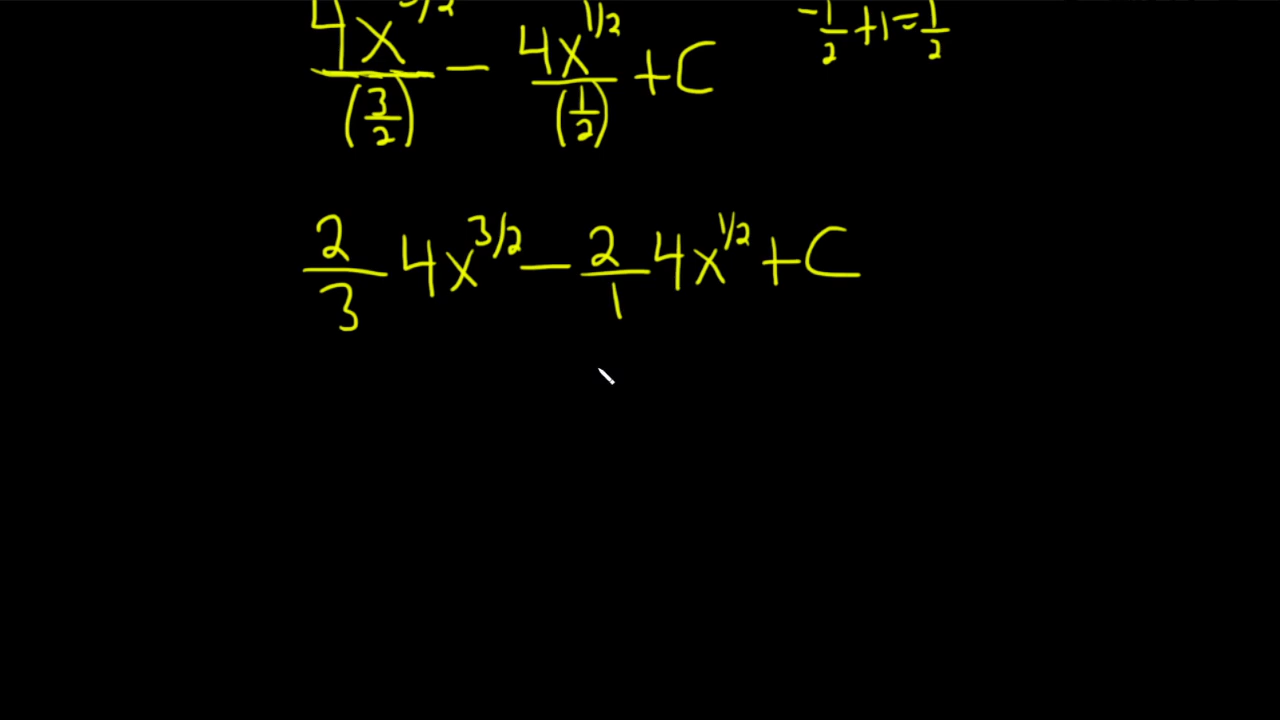 4x^3/2/(3/2) - 4x^1/2/(1/2) + C
-1/2 + 1 = 1/2
2/3 4x^3/2 - 2/1 4x^1/2 + C